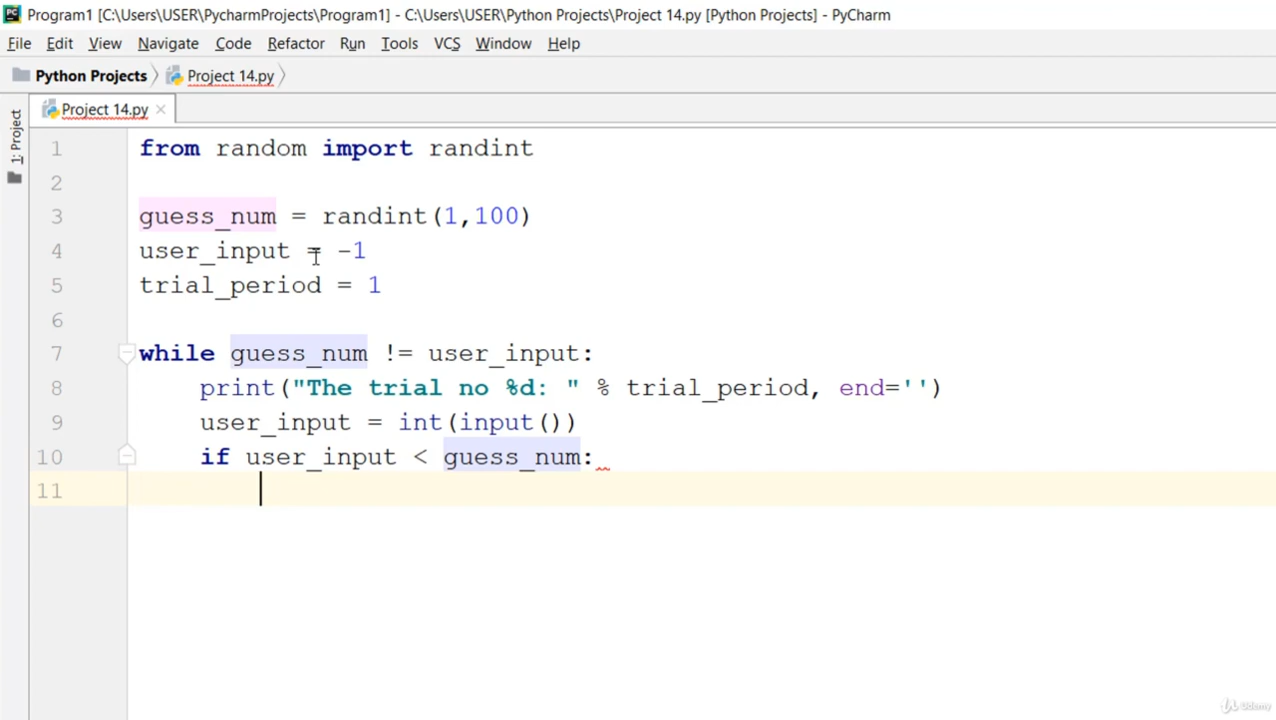 Program1 [C:\Users\USER\PycharmProjects\Program1] - C:\Users\USER\Python Projects\Project 14.py [Python Projects] - PyCharm
File Edit View Navigate Code Refactor Run Tools VCS Window Help
Python Projects Project 14.py
Project 14.py
1: Project
1 from random import randint
2
3 guess_num = randint(1,100)
4 user_input = -1
5 trial_period = 1
6
7 while guess_num != user_input:
8     print("The trial no %d: " % trial_period, end='')
9     user_input = int(input())
10     if user_input < guess_num:
11
Udemy